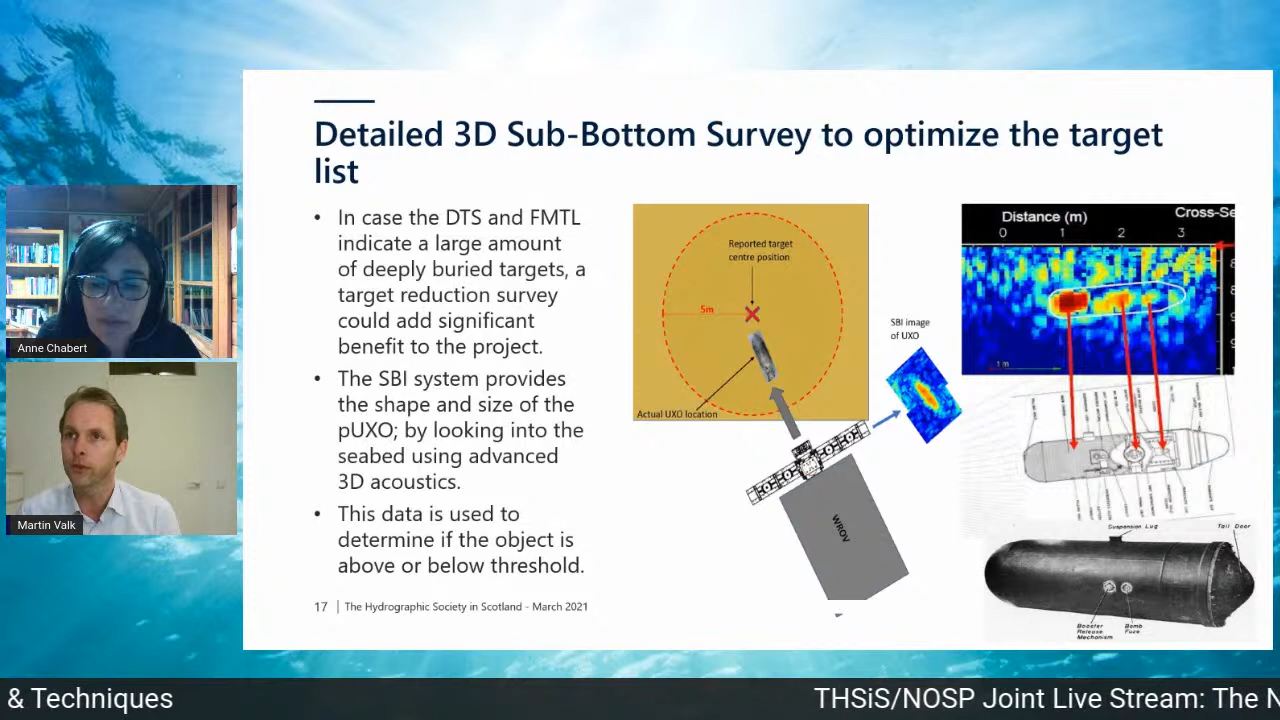 Detailed 3D Sub-Bottom Survey to optimize the target
list
• In case the DTS and FMTL
indicate a large amount
of deeply buried targets, a
target reduction survey
could add significant
benefit to the project.
• The SBI system provides
the shape and size of the
pUXO; by looking into the
seabed using advanced
3D acoustics.
• This data is used to
determine if the object is
above or below threshold.
17 | The Hydrographic Society in Scotland - March 2021
Reported target
centre position
5m
Actual UXO location
SBI image
of UXO
WROV
Distance (m)
Cross-Se
0 1 2 3
1 m
Suspension Lug
Tail Door
Booster
Release
Mechanism
Bomb
Fuze
Anne Chabert
Martin Valk
& Techniques
THSiS/NOSP Joint Live Stream: The N